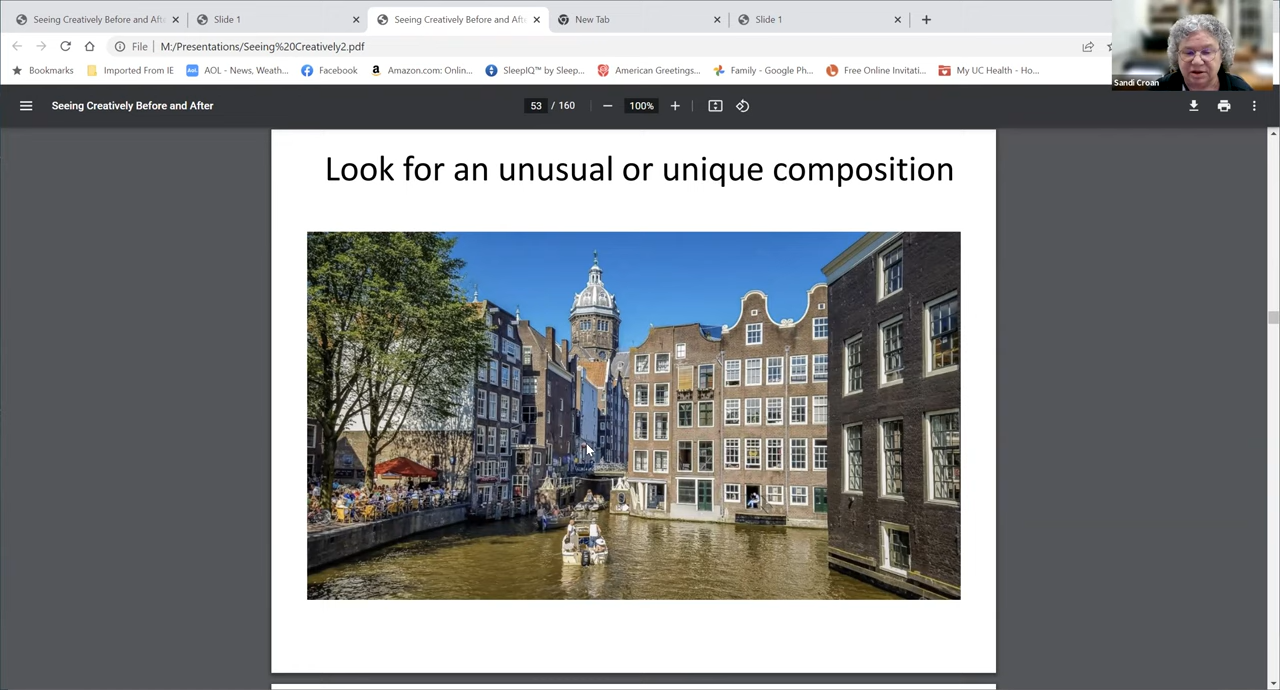 Seeing Creatively Before and Afte
Slide 1
Seeing Creatively Before and Afte
New Tab
Slide 1
File
M:/Presentations/Seeing%20Creatively2.pdf
Bookmarks
Imported From IE
AOL - News, Weath...
Facebook
Amazon.com: Onlin...
SleepIQ™ by Sleep...
American Greetings...
Family - Google Ph...
Free Online Invitati...
My UC Health - Ho...
Sandi Croan
Seeing Creatively Before and After
53 / 160
100%
Look for an unusual or unique composition